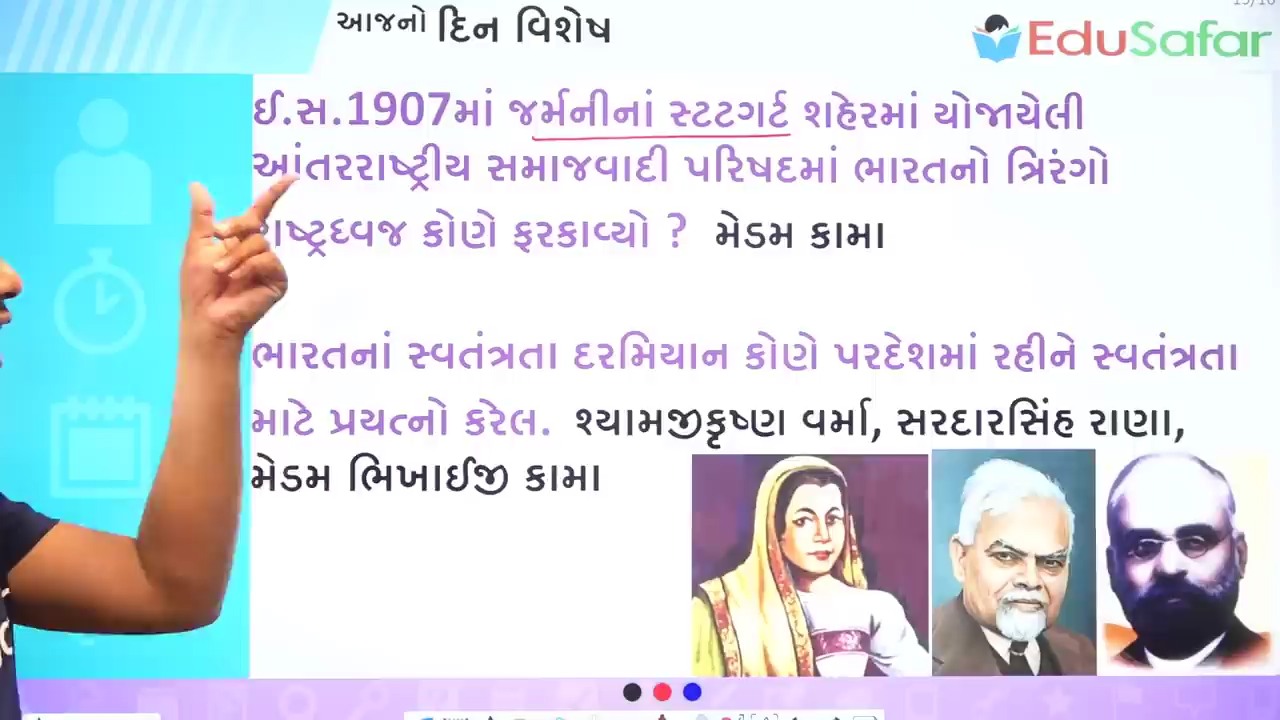 આજનો દિન વિશેષ
EduSafar
ઈ.સ.1907માં જર્મનીનાં સ્ટટગર્ટ શહેરમાં યોજાયેલી
આંતરરાષ્ટ્રીય સમાજવાદી પરિષદમાં ભારતનો ત્રિરંગો
રાષ્ટ્રધ્વજ કોણે ફરકાવ્યો ? મેડમ કામા
ભારતનાં સ્વતંત્રતા દરમિયાન કોણે પરદેશમાં રહીને સ્વતંત્રતા
માટે પ્રયત્નો કરેલ. શ્યામજીકૃષ્ણ વર્મા, સરદારસિંહ રાણા,
મેડમ ભિખાઈજી કામા